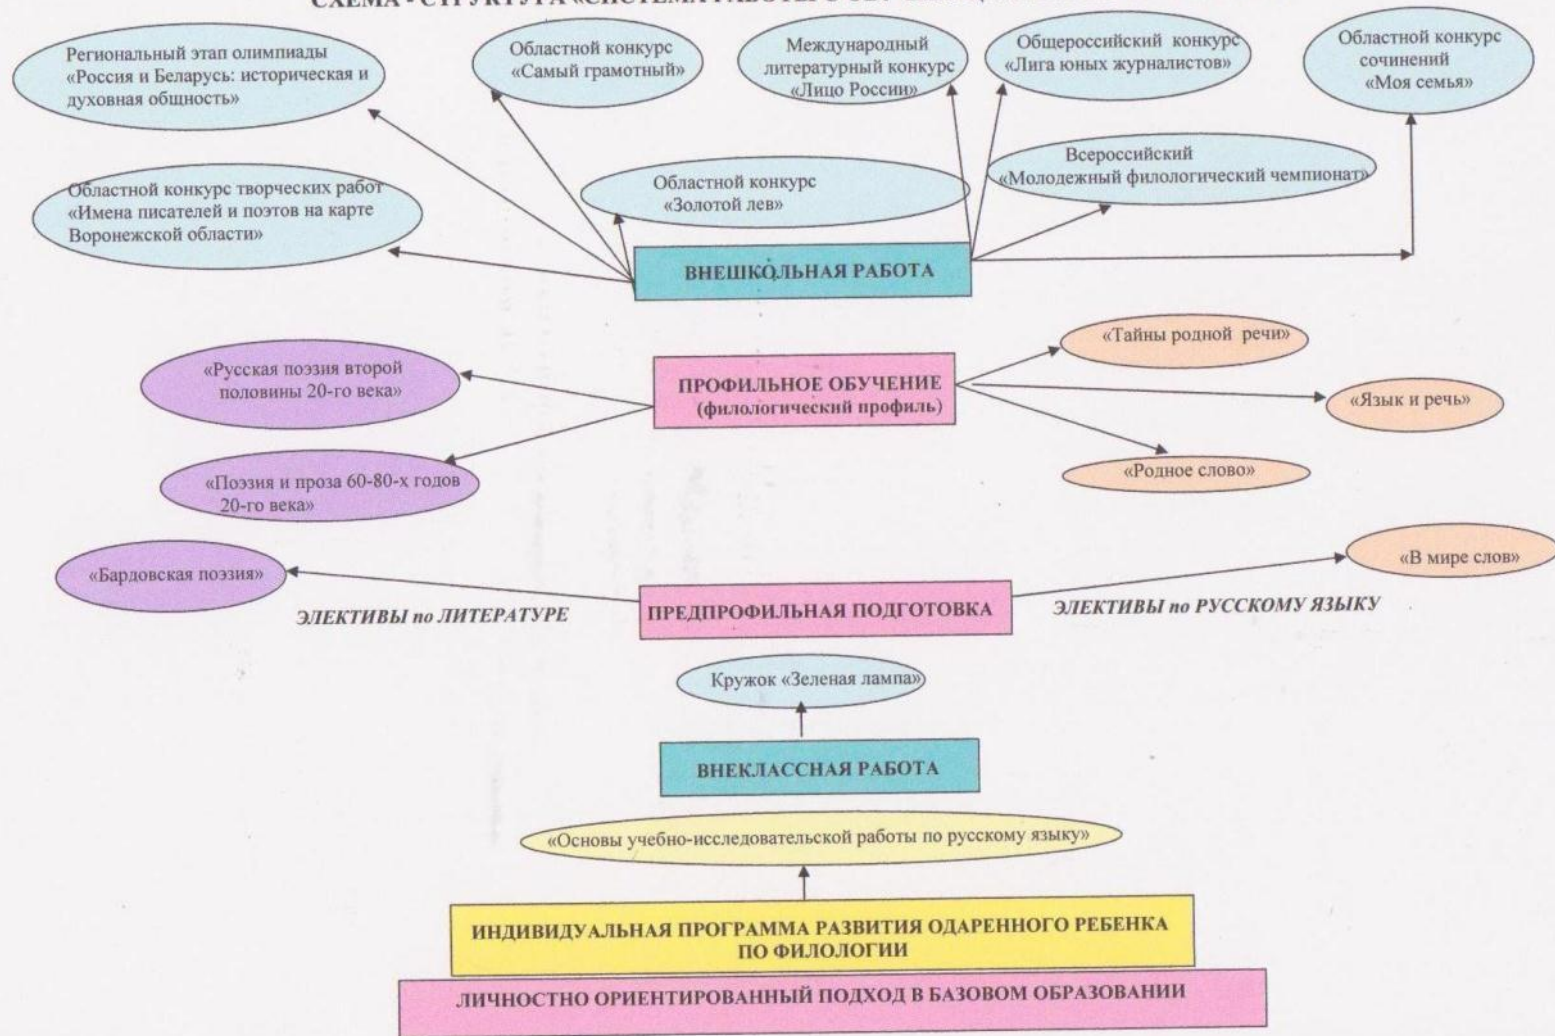 СХЕМА - СТРУКТУРА «СИСТЕМА РАБОТЫ
Региональный этап олимпиады
«Россия и Беларусь: историческая и
духовная общность»
Областной конкурс
«Самый грамотный»
Международный
литературный конкурс
«Лицо России»
Общероссийский конкурс
«Лига юных журналистов»
Областной конкурс
сочинений
«Моя семья»
Областной конкурс творческих работ
«Имена писателей и поэтов на карте
Воронежской области»
Областной конкурс
«Золотой лев»
Всероссийский
«Молодежный филологический чемпионат»
ВНЕШКОЛЬНАЯ РАБОТА
«Русская поэзия второй
половины 20-го века»
ПРОФИЛЬНОЕ ОБУЧЕНИЕ
(филологический профиль)
«Тайны родной речи»
«Язык и речь»
«Поэзия и проза 60-80-х годов
20-го века»
«Родное слово»
«Бардовская поэзия»
ЭЛЕКТИВЫ по ЛИТЕРАТУРЕ
ПРЕДПРОФИЛЬНАЯ ПОДГОТОВКА
ЭЛЕКТИВЫ по РУССКОМУ ЯЗЫКУ
«В мире слов»
Кружок «Зеленая лампа»
ВНЕКЛАССНАЯ РАБОТА
«Основы учебно-исследовательской работы по русскому языку»
ИНДИВИДУАЛЬНАЯ ПРОГРАММА РАЗВИТИЯ ОДАРЕННОГО РЕБЕНКА
ПО ФИЛОЛОГИИ
ЛИЧНОСТНО ОРИЕНТИРОВАННЫЙ ПОДХОД В БАЗОВОМ ОБРАЗОВАНИИ